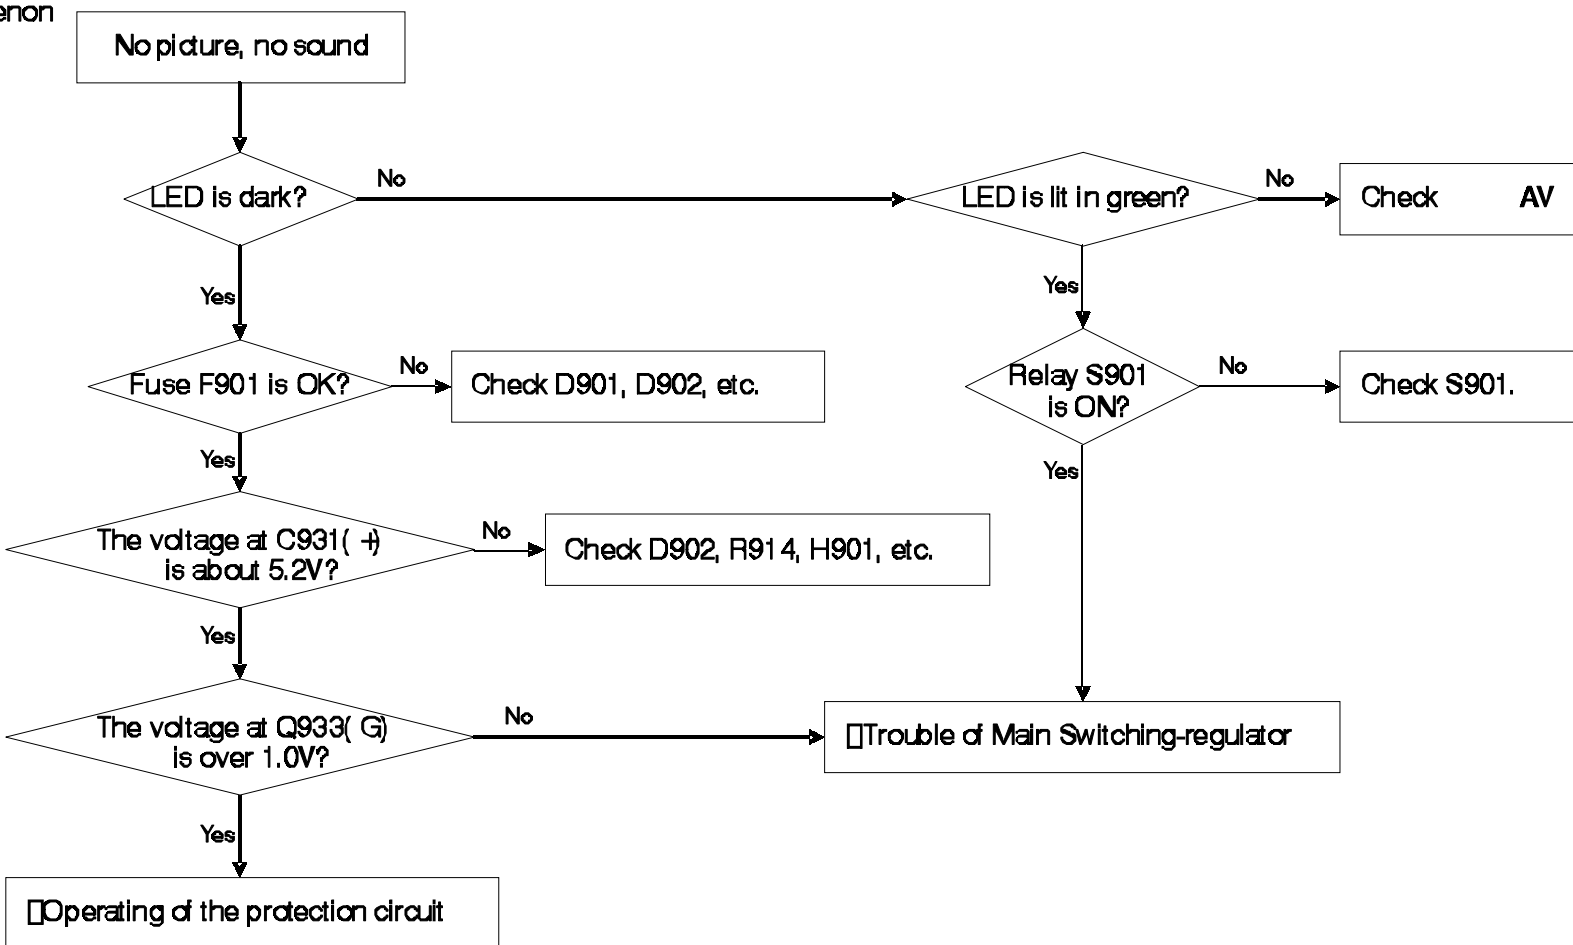 enon
No picture, no sound
LED is dark?
No
LED is lit in green?
No
Check AV
Yes
Yes
Fuse F901 is OK?
No
Check D901, D902, etc.
Relay S901
is ON?
No
Check S901.
Yes
Yes
The voltage at C931( +)
is about 5.2V?
No
Check D902, R914, H901, etc.
Yes
The voltage at Q933( G)
is over 1.0V?
No
Trouble of Main Switching-regulator
Yes
Operating of the protection circuit